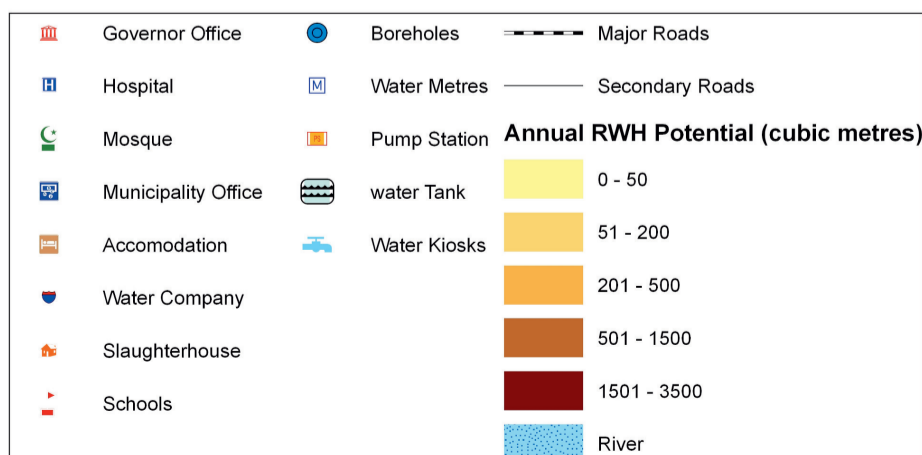 Governor Office
Hospital
Mosque
Municipality Office
Accomodation
Water Company
Slaughterhouse
Schools
Boreholes
Water Metres
Pump Station
water Tank
Water Kiosks
Major Roads
Secondary Roads
Annual RWH Potential (cubic metres)
0 - 50
51 - 200
201 - 500
501 - 1500
1501 - 3500
River
H
M
PS